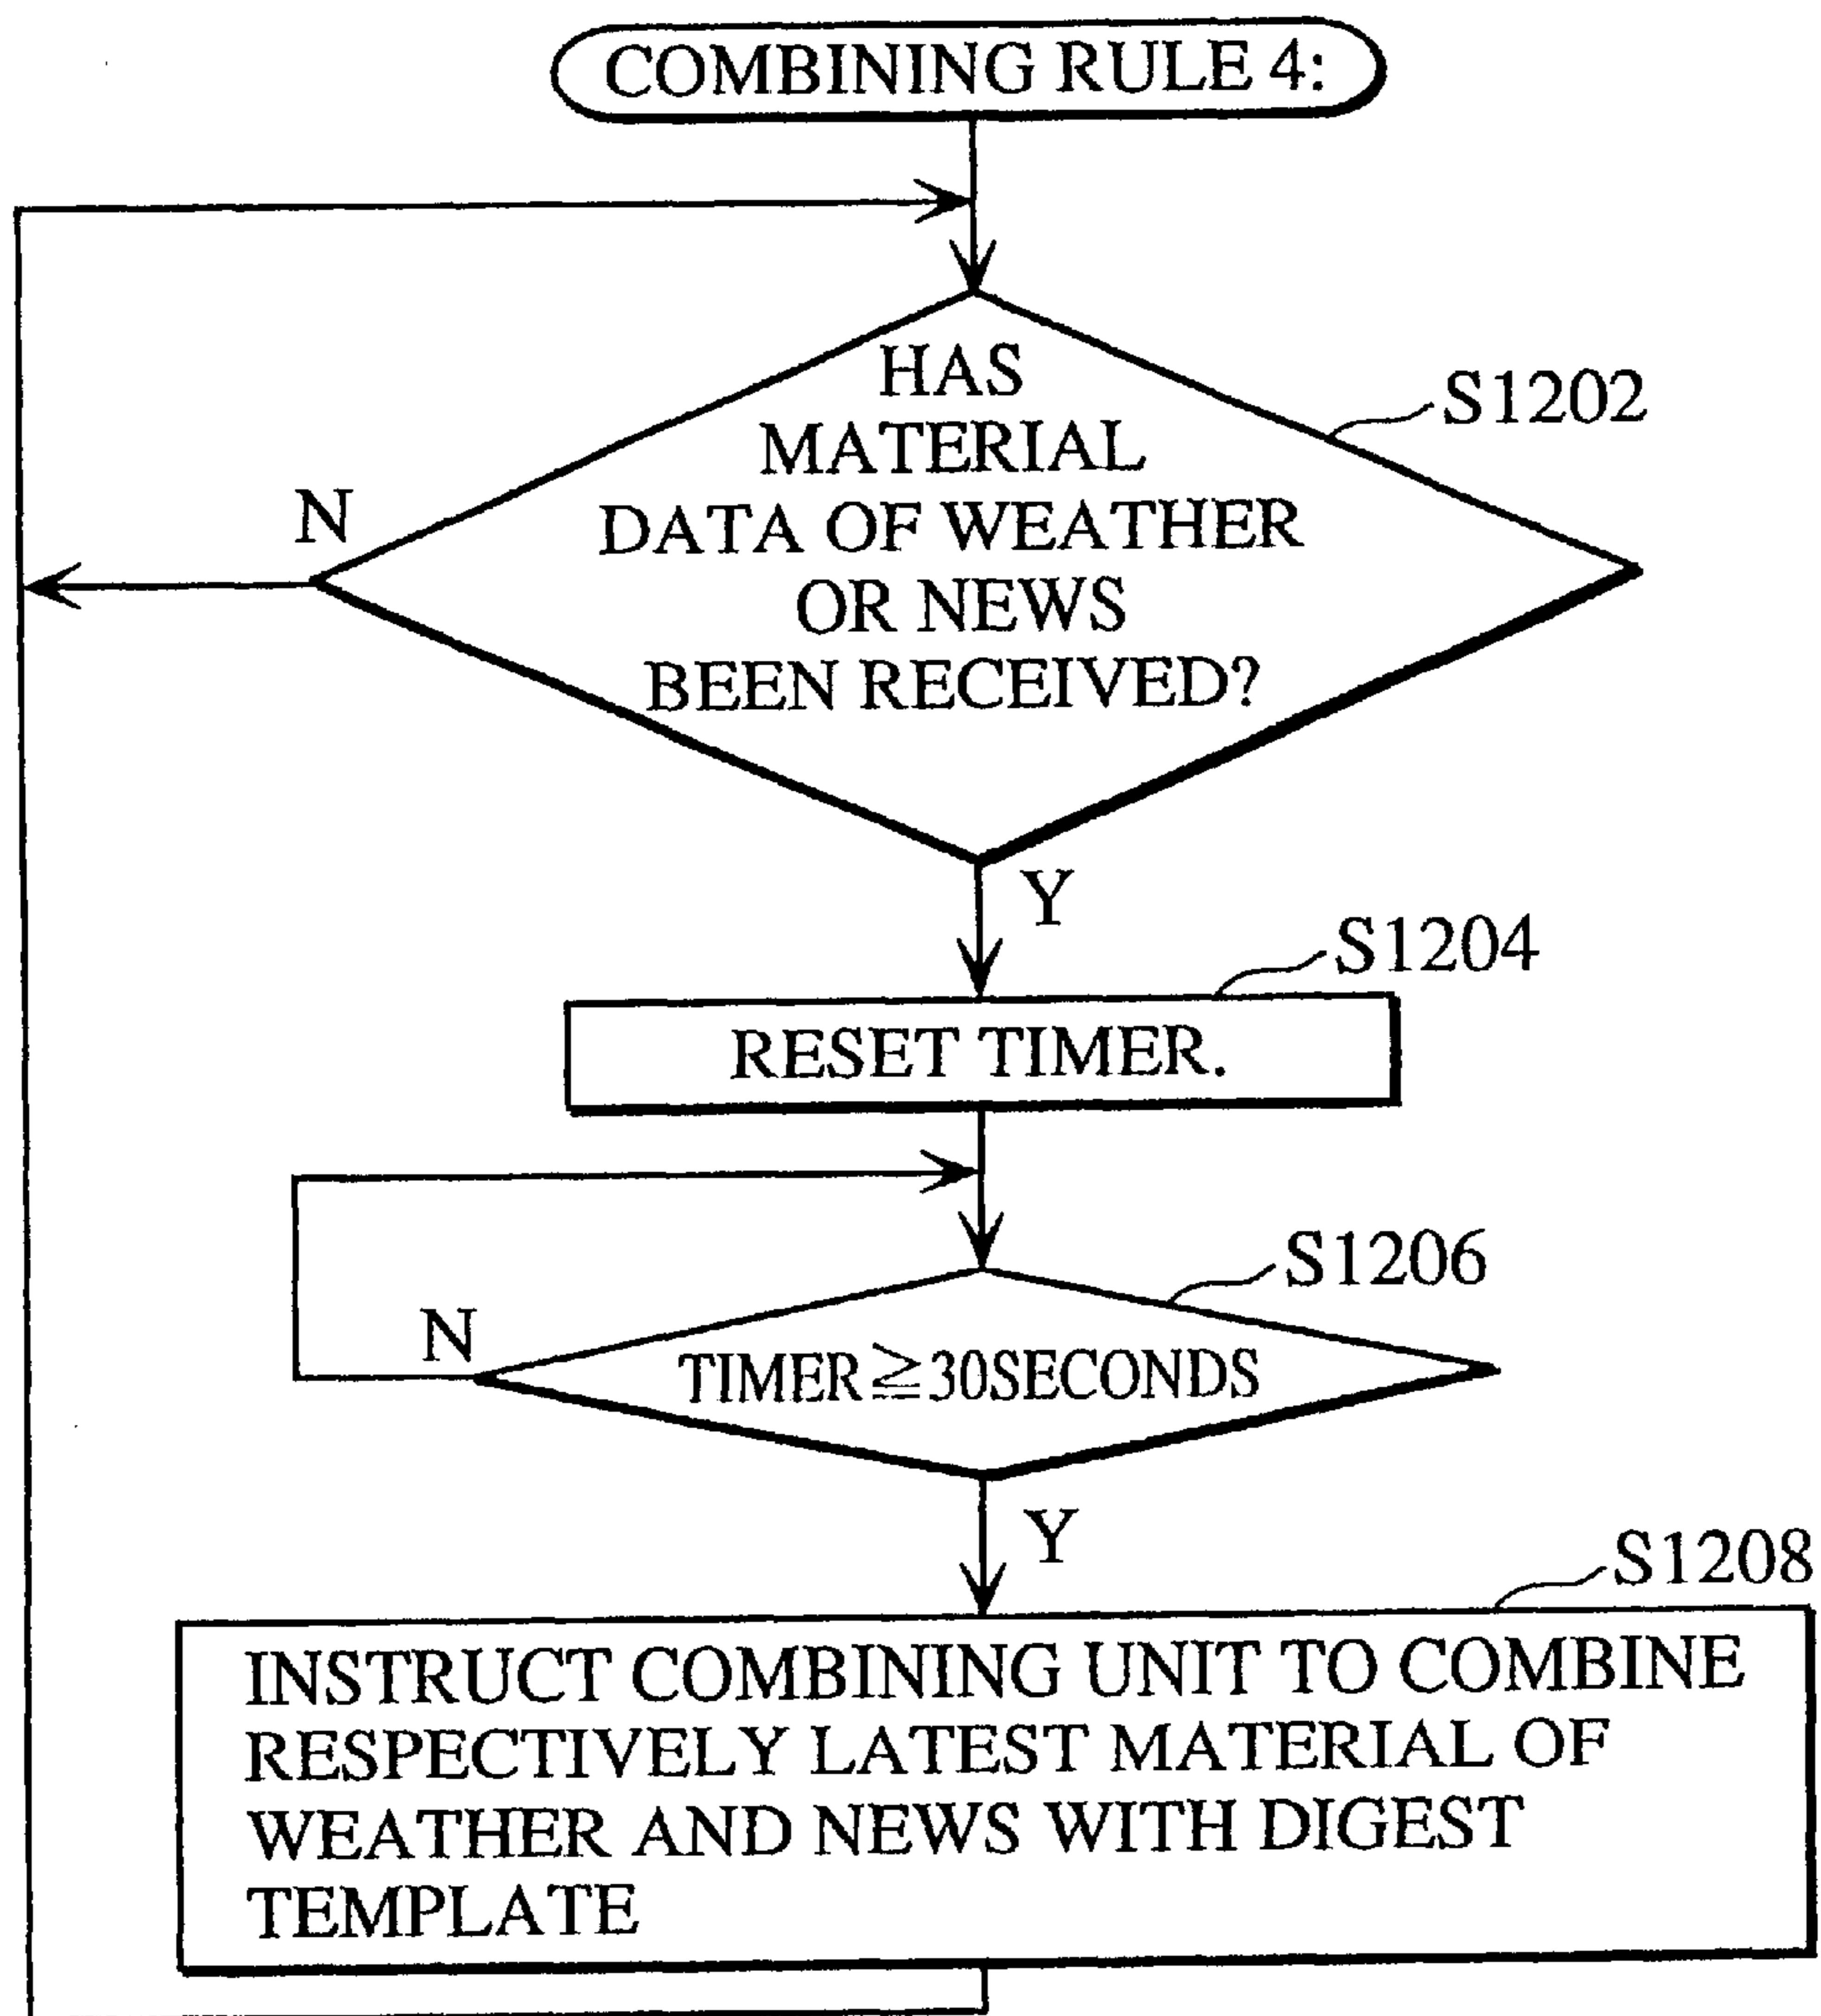 COMBINING RULE 4:
HAS
MATERIAL
DATA OF WEATHER
OR NEWS
BEEN RECEIVED?
S1202
N
Y
S1204
RESET TIMER.
S1206
N
TIMER≧30SECONDS
Y
S1208
INSTRUCT COMBINING UNIT TO COMBINE
RESPECTIVELY LATEST MATERIAL OF
WEATHER AND NEWS WITH DIGEST
TEMPLATE